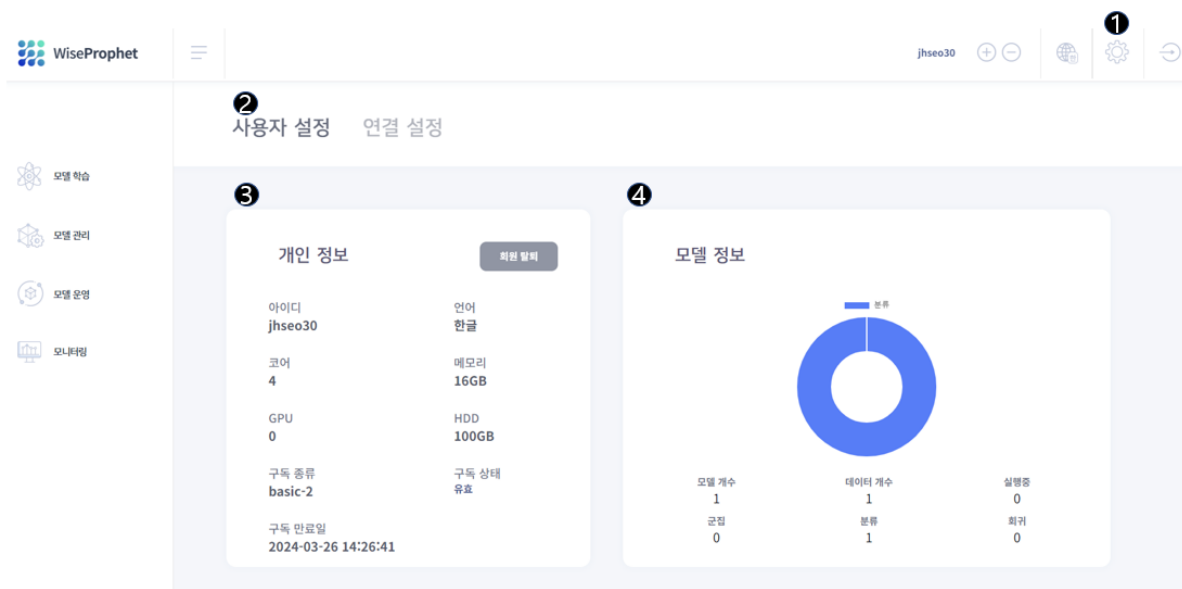 1
WiseProphet
jhseo30
2
사용자 설정 연결 설정
모델 학습
모델 관리
모델 운영
모니터링
3
개인 정보
회원 탈퇴
아이디 언어
jhseo30 한글
코어 메모리
4 16GB
GPU HDD
0 100GB
구독 종류 구독 상태
basic-2 유효
구독 만료일
2024-03-26 14:26:41
4
모델 정보
분류
모델 개수 데이터 개수 실행중
1 1 0
군집 분류 회귀
0 1 0